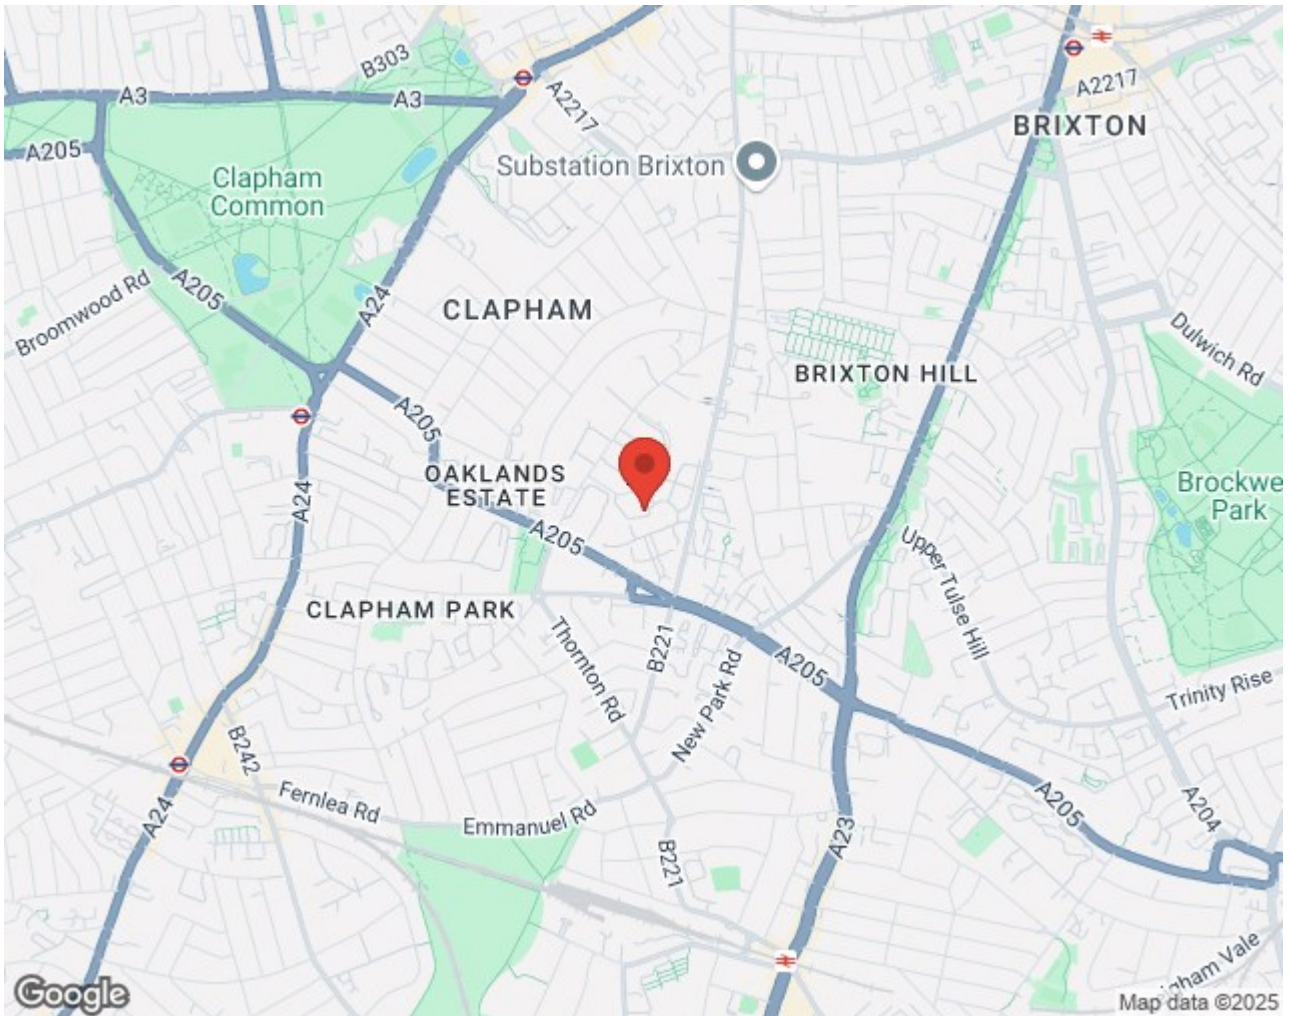 B303
A3
A3
A2217
A2217
BRIXTON
A205
Substation Brixton
Clapham
Common
A205
Broomwood Rd
A24
CLAPHAM
Dulwich Rd
BRIXTON HILL
A205
OAKLANDS
ESTATE
A24
Brockwe
Park
A205
Upper Tulse Hill
CLAPHAM PARK
Thornton Rd
B221
New Park Rd
A205
Trinity Rise
B242
Fernlea Rd
Emmanuel Rd
A24
A23
A205
A204
B221
igham Vale
Google
Map data ©2025